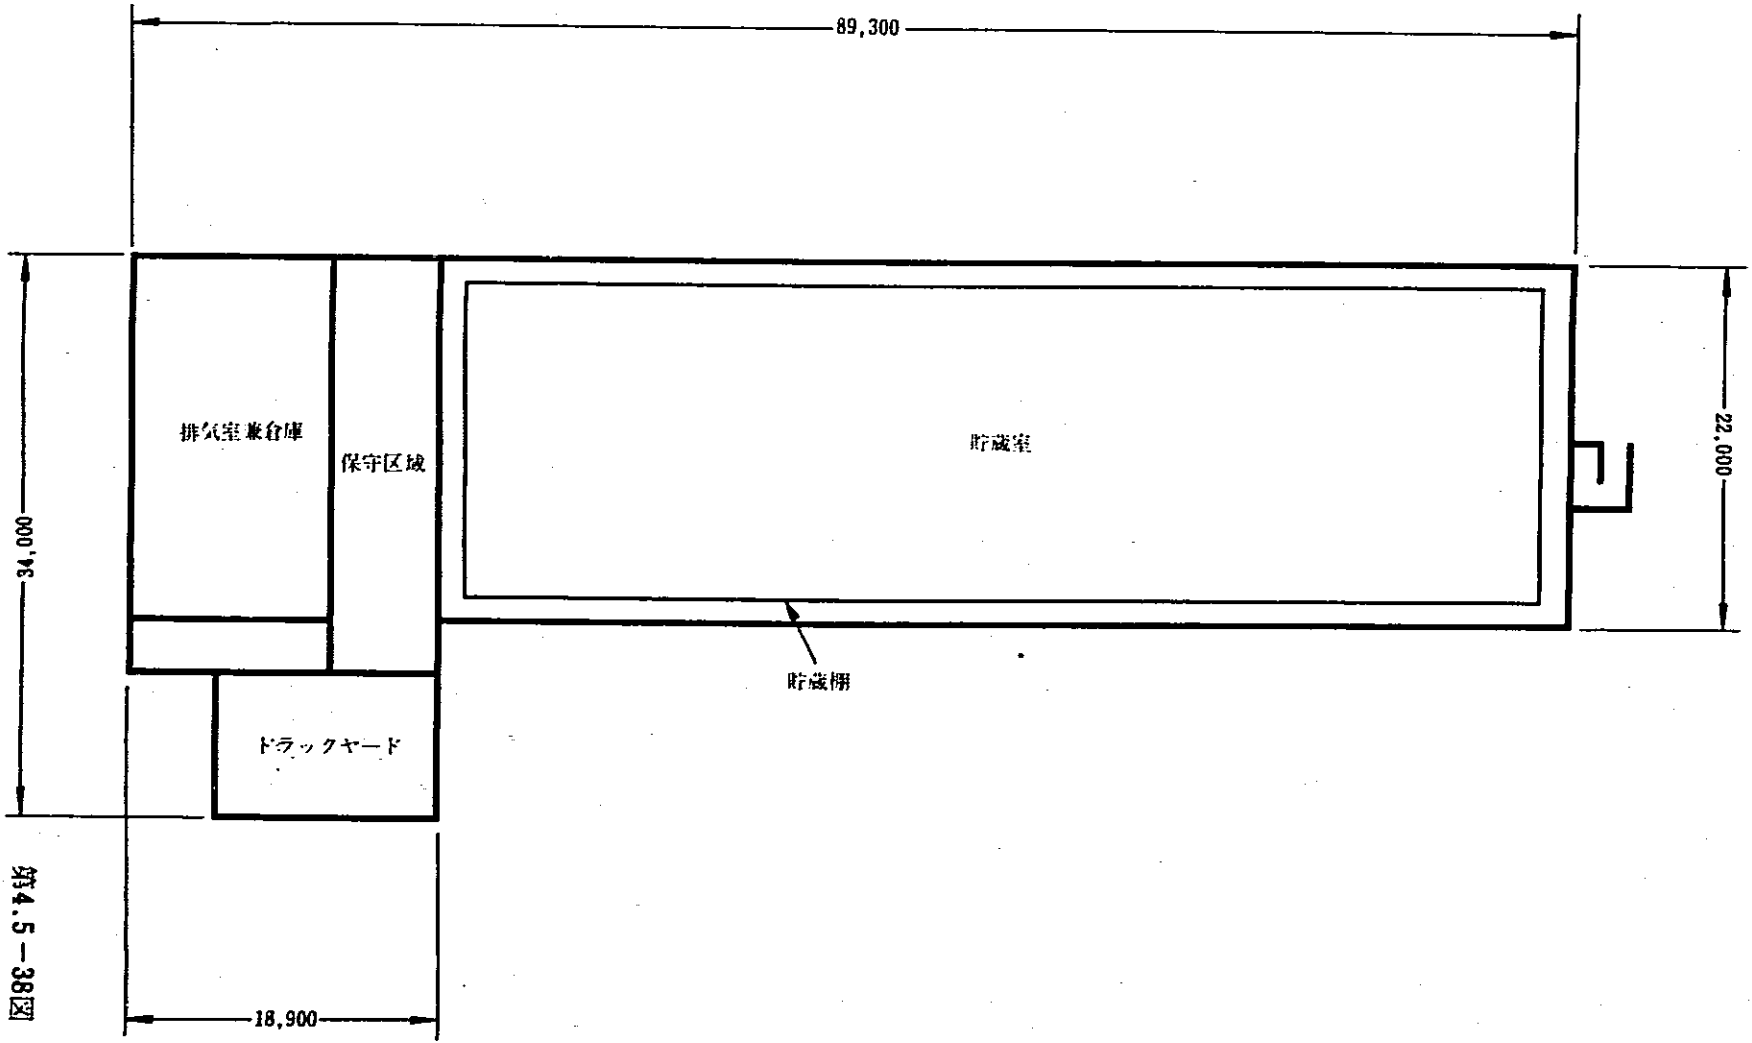 89,300
排気室兼倉庫
保守区域
貯蔵室
22,000
34,000
貯蔵棚
トラックヤード
18,900
第4.5－38図